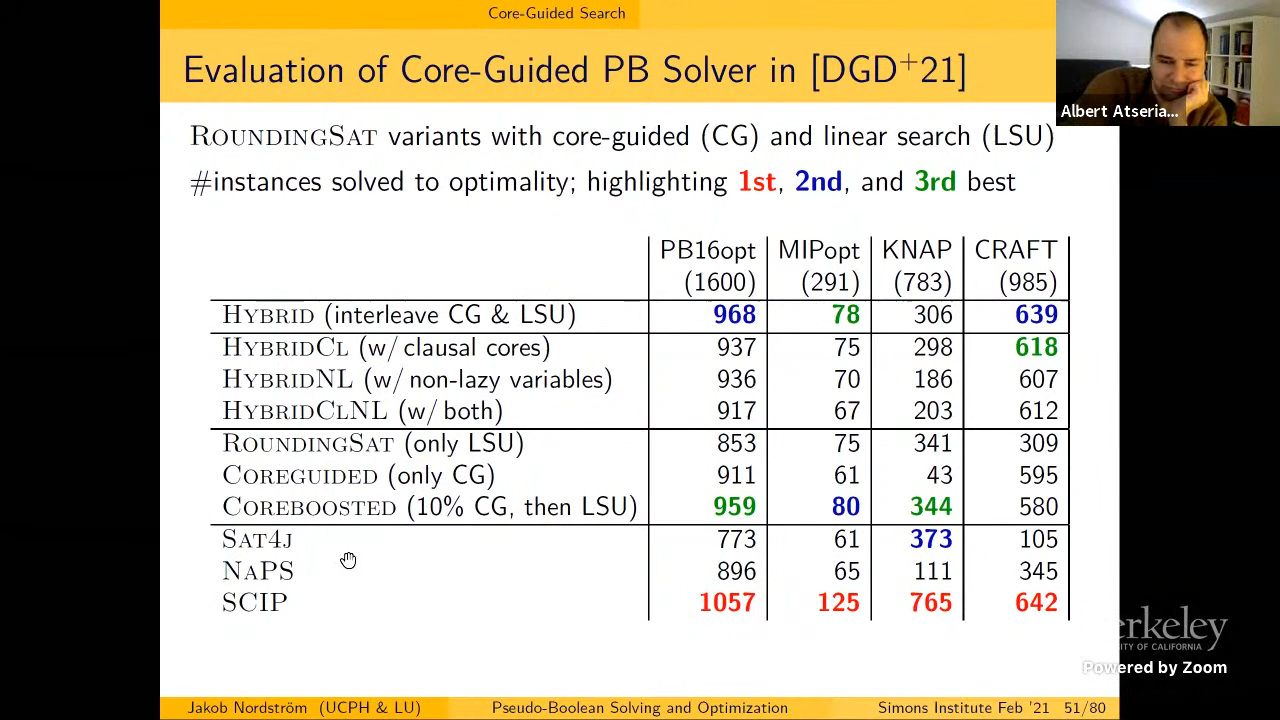 Core-Guided Search
Evaluation of Core-Guided PB Solver in [DGD+21]
Albert Atseria...
ROUNDINGSAT variants with core-guided (CG) and linear search (LSU)
#instances solved to optimality; highlighting 1st, 2nd, and 3rd best
PB16opt MIPopt KNAP CRAFT
(1600) (291) (783) (985)
HYBRID (interleave CG & LSU) 968 78 306 639
HYBRIDCL (w/ clausal cores) 937 75 298 618
HYBRIDNL (w/ non-lazy variables) 936 70 186 607
HYBRIDCLNL (w/ both) 917 67 203 612
ROUNDINGSAT (only LSU) 853 75 341 309
COREGUIDED (only CG) 911 61 43 595
COREBOOSTED (10% CG, then LSU) 959 80 344 580
SAT4J 773 61 373 105
NAPS 896 65 111 345
SCIP 1057 125 765 642
erkeley
TY OF CALIFORNIA
Powered by Zoom
Jakob Nordström (UCPH & LU) Pseudo-Boolean Solving and Optimization Simons Institute Feb '21 51/80